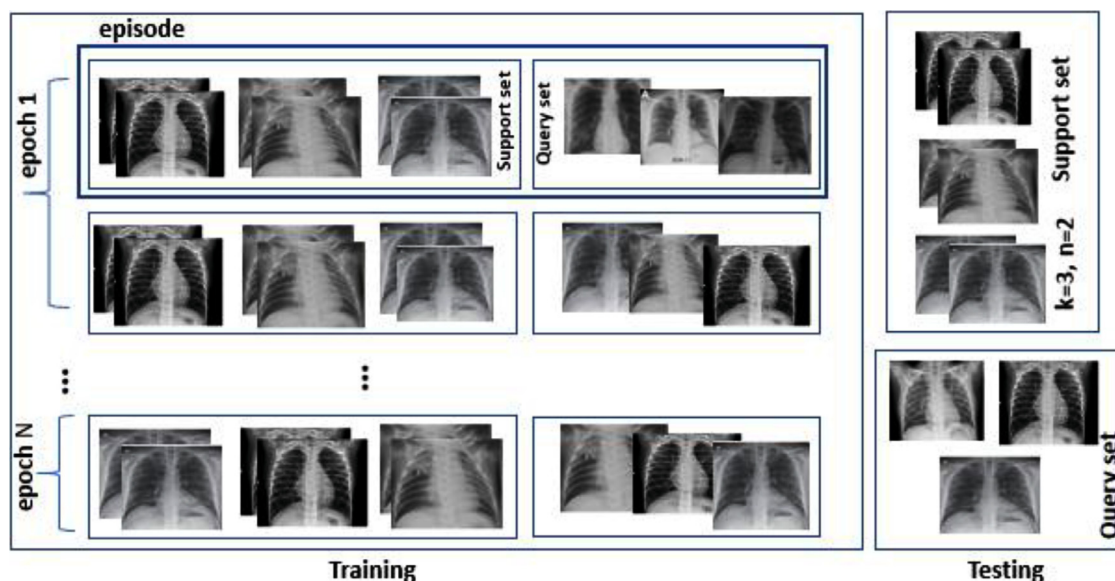 episode
epoch 1
Support set
Query set
...
...
epoch N
Training
Support set
k=3, n=2
Query set
Testing